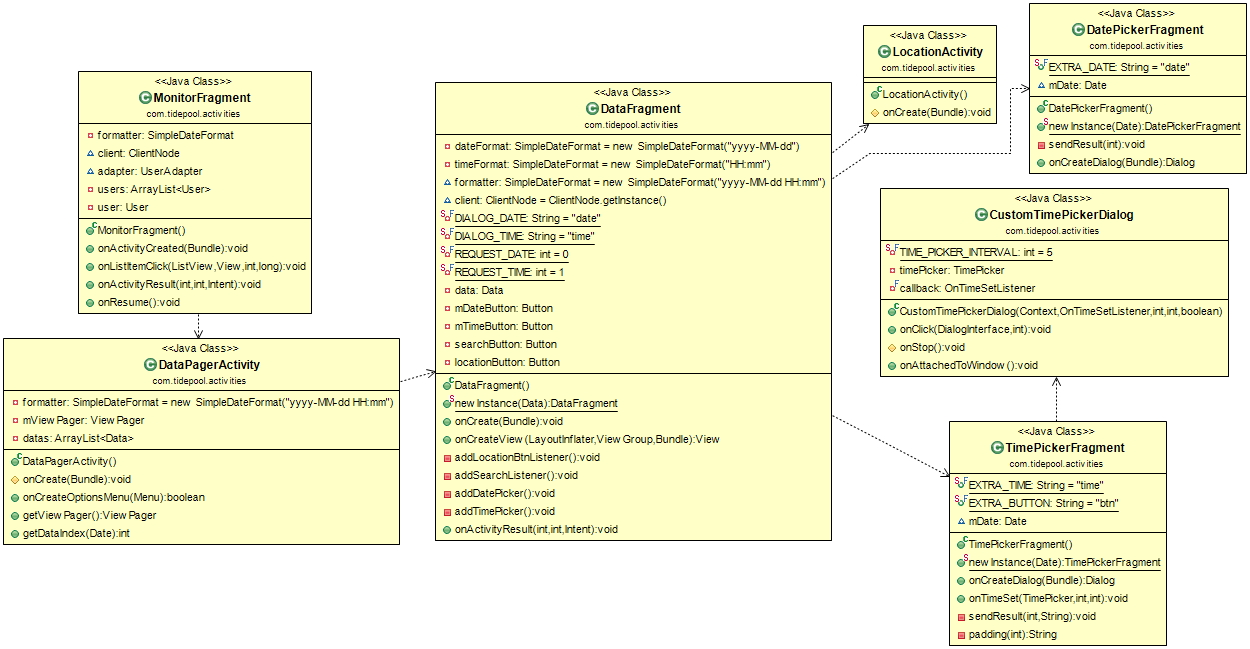 <<Java Class>>
MonitorFragment
com.tidepool.activities
formatter: SimpleDateFormat
client: ClientNode
adapter: UserAdapter
users: ArrayList<User>
user: User
MonitorFragment()
onActivityCreated(Bundle):void
onListItemClick(ListView,View,int,long):void
onActivityResult(int,int,Intent):void
onResume():void
<<Java Class>>
DataPagerActivity
com.tidepool.activities
formatter: SimpleDateFormat = new SimpleDateFormat("yyyy-MM-dd HH:mm")
mViewPager: ViewPager
datas: ArrayList<Data>
DataPagerActivity()
onCreate(Bundle):void
onCreateOptionsMenu(Menu):boolean
getViewPager():ViewPager
getDataIndex(Date):int
<<Java Class>>
DataFragment
com.tidepool.activities
dateFormat: SimpleDateFormat = new SimpleDateFormat("yyyy-MM-dd")
timeFormat: SimpleDateFormat = new SimpleDateFormat("HH:mm")
formatter: SimpleDateFormat = new SimpleDateFormat("yyyy-MM-dd HH:mm")
client: ClientNode = ClientNode.getInstance()
DIALOG_DATE: String = "date"
DIALOG_TIME: String = "time"
REQUEST_DATE: int = 0
REQUEST_TIME: int = 1
data: Data
mDateButton: Button
mTimeButton: Button
searchButton: Button
locationButton: Button
DataFragment()
newInstance(Data):DataFragment
onCreate(Bundle):void
onCreateView(LayoutInflater,ViewGroup,Bundle):View
addLocationBtnListener():void
addSearchListener():void
addDatePicker():void
addTimePicker():void
onActivityResult(int,int,Intent):void
<<Java Class>>
LocationActivity
com.tidepool.activities
LocationActivity()
onCreate(Bundle):void
<<Java Class>>
DatePickerFragment
com.tidepool.activities
EXTRA_DATE: String = "date"
mDate: Date
DatePickerFragment()
newInstance(Date):DatePickerFragment
sendResult(int):void
onCreateDialog(Bundle):Dialog
<<Java Class>>
CustomTimePickerDialog
com.tidepool.activities
TIME_PICKER_INTERVAL: int = 5
timePicker: TimePicker
callback: OnTimeSetListener
CustomTimePickerDialog(Context,OnTimeSetListener,int,int,boolean)
onClick(DialogInterface,int):void
onStop():void
onAttachedToWindow():void
<<Java Class>>
TimePickerFragment
com.tidepool.activities
EXTRA_TIME: String = "time"
EXTRA_BUTTON: String = "btn"
mDate: Date
TimePickerFragment()
newInstance(Date):TimePickerFragment
onCreateDialog(Bundle):Dialog
onTimeSet(TimePicker,int,int):void
sendResult(int,String):void
padding(int):String